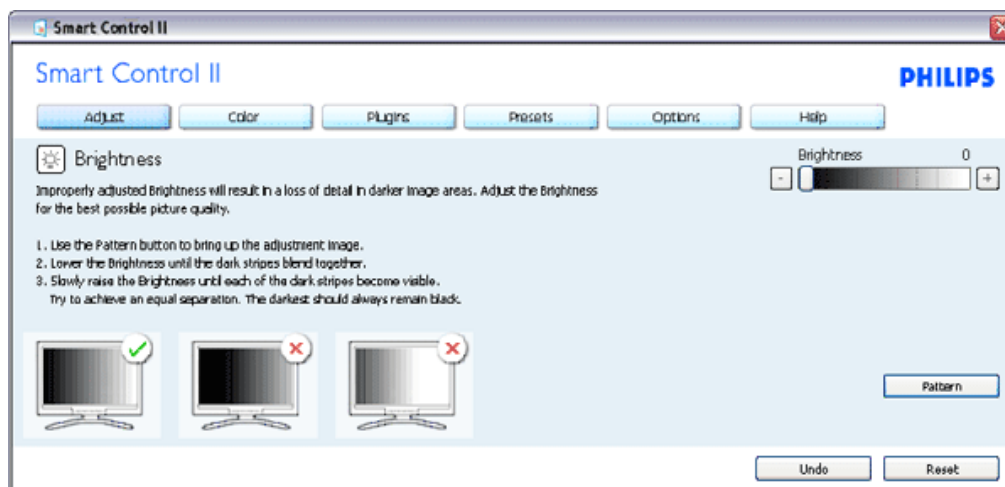 Smart Control II
Smart Control II
PHILIPS
Adjust Color Plugins Presets Options Help
Brightness
Brightness 0
- +
Improperly adjusted Brightness will result in a loss of detail in darker image areas. Adjust the Brightness
for the best possible picture quality.
1. Use the Pattern button to bring up the adjustment image.
2. Lower the Brightness until the dark stripes blend together.
3. Slowly raise the Brightness until each of the dark stripes become visible.
Try to achieve an equal separation. The darkest should always remain black.
Pattern
Undo Reset